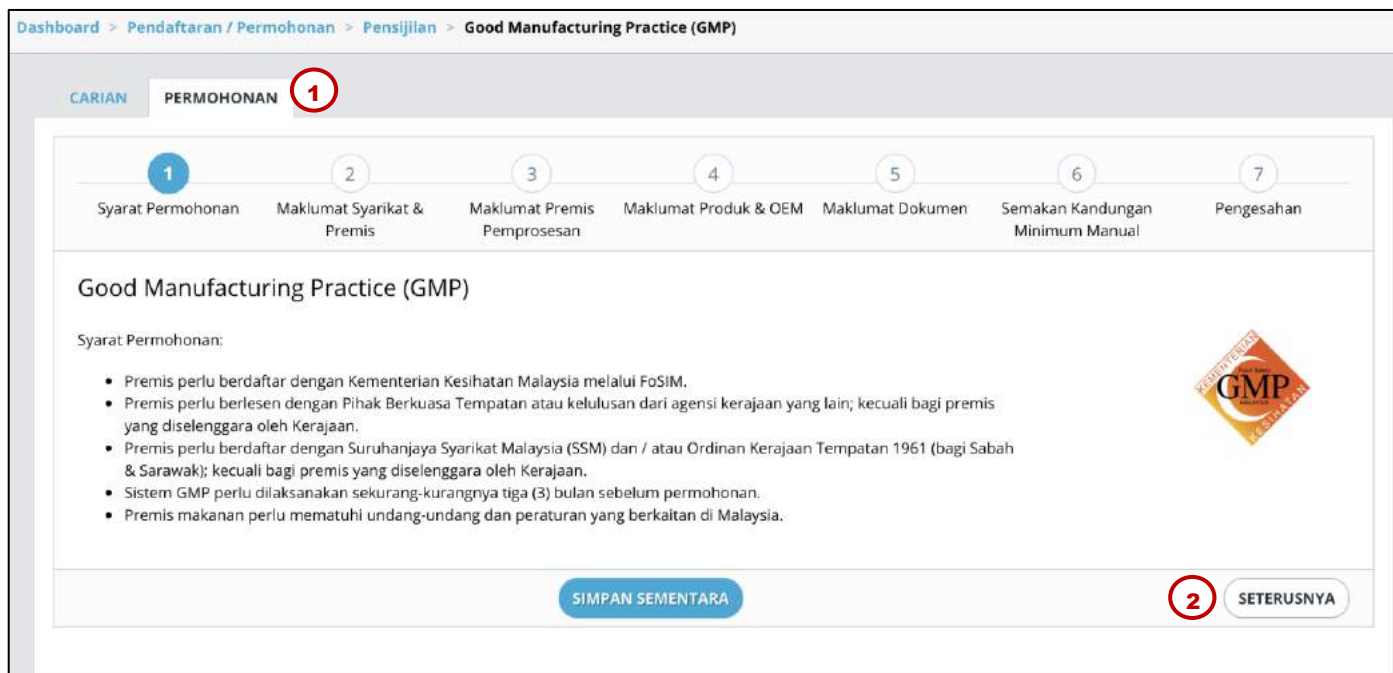 Dashboard > Pendaftaran / Permohonan > Pensijilan > Good Manufacturing Practice (GMP)
CARIAN PERMOHONAN 1
1 2 3 4 5 6 7
Syarat Permohonan Maklumat Syarikat & Maklumat Premis Maklumat Produk & OEM Maklumat Dokumen Semakan Kandungan Pengesahan
Premis Pemprosesan Minimum Manual
Good Manufacturing Practice (GMP)
Syarat Permohonan:
• Premis perlu berdaftar dengan Kementerian Kesihatan Malaysia melalui FoSIM.
• Premis perlu berlesen dengan Pihak Berkuasa Tempatan atau kelulusan dari agensi kerajaan yang lain; kecuali bagi premis
yang diselenggara oleh Kerajaan.
• Premis perlu berdaftar dengan Suruhanjaya Syarikat Malaysia (SSM) dan / atau Ordinan Kerajaan Tempatan 1961 (bagi Sabah
& Sarawak); kecuali bagi premis yang diselenggara oleh Kerajaan.
• Sistem GMP perlu dilaksanakan sekurang-kurangnya tiga (3) bulan sebelum permohonan.
• Premis makanan perlu mematuhi undang-undang dan peraturan yang berkaitan di Malaysia.
KEMENTERIAN
GMP
KESIHATAN
SIMPAN SEMENTARA 2 SETERUSNYA